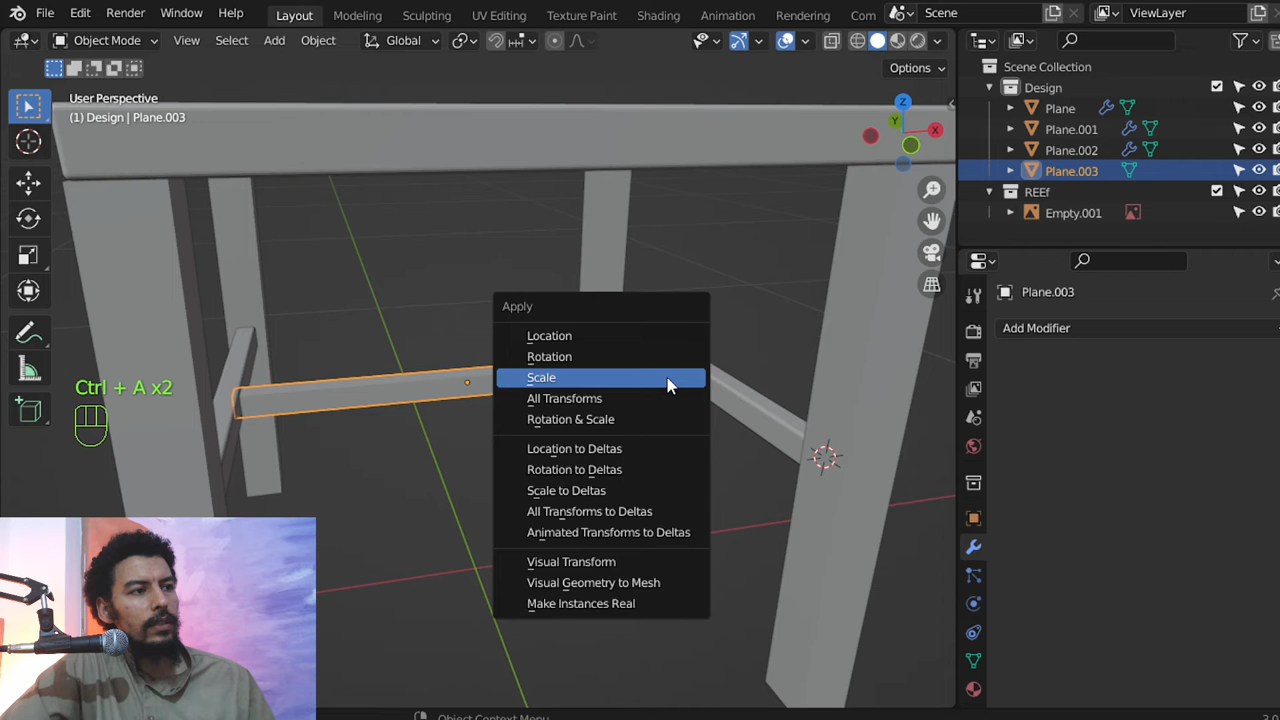 File Edit Render Window Help Layout Modeling Sculpting UV Editing Texture Paint Shading Animation Rendering Com Scene ViewLayer
Object Mode View Select Add Object Global
Options
User Perspective
(1) Design | Plane.003
Z
Y
X
Scene Collection
Design
Plane
Plane.001
Plane.002
Plane.003
REEf
Empty.001
Plane.003
Add Modifier
Apply
Location
Rotation
Scale
All Transforms
Rotation & Scale
Location to Deltas
Rotation to Deltas
Scale to Deltas
All Transforms to Deltas
Animated Transforms to Deltas
Visual Transform
Visual Geometry to Mesh
Make Instances Real
Ctrl + A x2
Object Context Menu